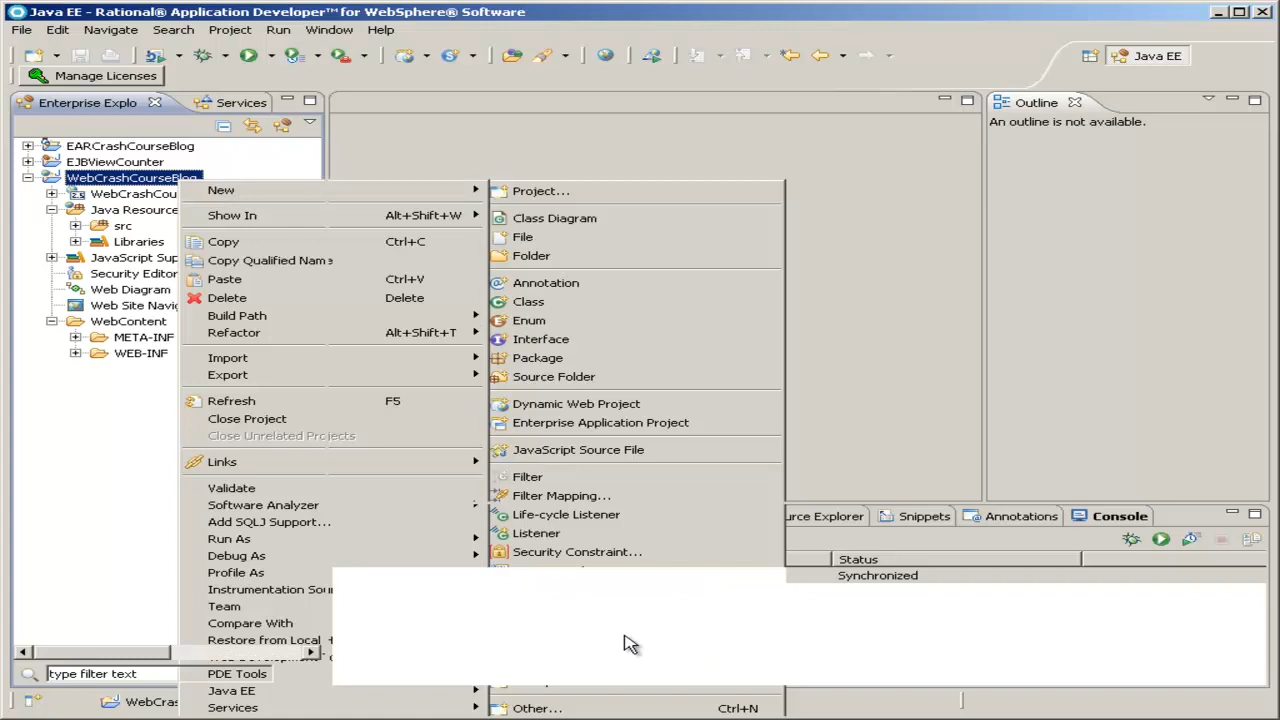 Java EE - Rational® Application Developer™ for WebSphere® Software
File Edit Navigate Search Project Run Window Help
Manage Licenses
Java EE
Enterprise Explo
Services
Outline
An outline is not available.
EARCrashCourseBlog
EJBViewCounter
WebCrashCourseBlog
WebCrashCou
Java Resource
src
Libraries
JavaScript Sup
Security Editor
Web Diagram
Web Site Navig
WebContent
META-INF
WEB-INF
type filter text
WebCras
New
Show In Alt+Shift+W
Copy Ctrl+C
Copy Qualified Name
Paste Ctrl+V
Delete Delete
Build Path
Refactor Alt+Shift+T
Import
Export
Refresh F5
Close Project
Close Unrelated Projects
Links
Validate
Software Analyzer
Add SQLJ Support...
Run As
Debug As
Profile As
Instrumentation Sou
Team
Compare With
Restore from Local
PDE Tools
Java EE
Services
Project...
Class Diagram
File
Folder
Annotation
Class
Enum
Interface
Package
Source Folder
Dynamic Web Project
Enterprise Application Project
JavaScript Source File
Filter
Filter Mapping...
Life-cycle Listener
Listener
Security Constraint...
Other... Ctrl+N
urce Explorer
Snippets
Annotations
Console
Status
Synchronized